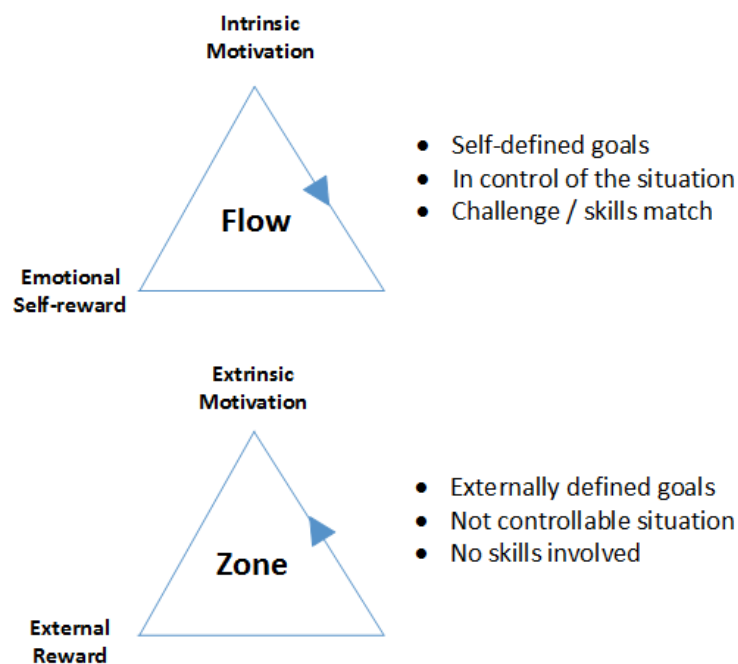 Intrinsic
Motivation
• Self-defined goals
• In control of the situation
• Challenge / skills match
Flow
Emotional
Self-reward
Extrinsic
Motivation
• Externally defined goals
• Not controllable situation
• No skills involved
Zone
External
Reward